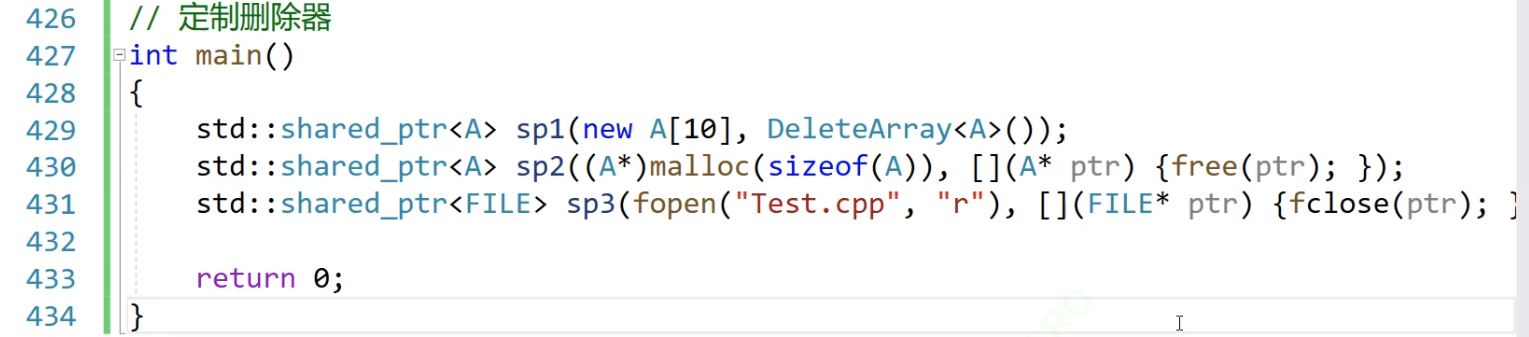 426 // 定制删除器
427 int main()
428 {
429 std::shared_ptr<A> sp1(new A[10], DeleteArray<A>());
430 std::shared_ptr<A> sp2((A*)malloc(sizeof(A)), [](A* ptr) {free(ptr); });
431 std::shared_ptr<FILE> sp3(fopen("Test.cpp", "r"), [](FILE* ptr) {fclose(ptr); }
432
433 return 0;
434 }
PRO